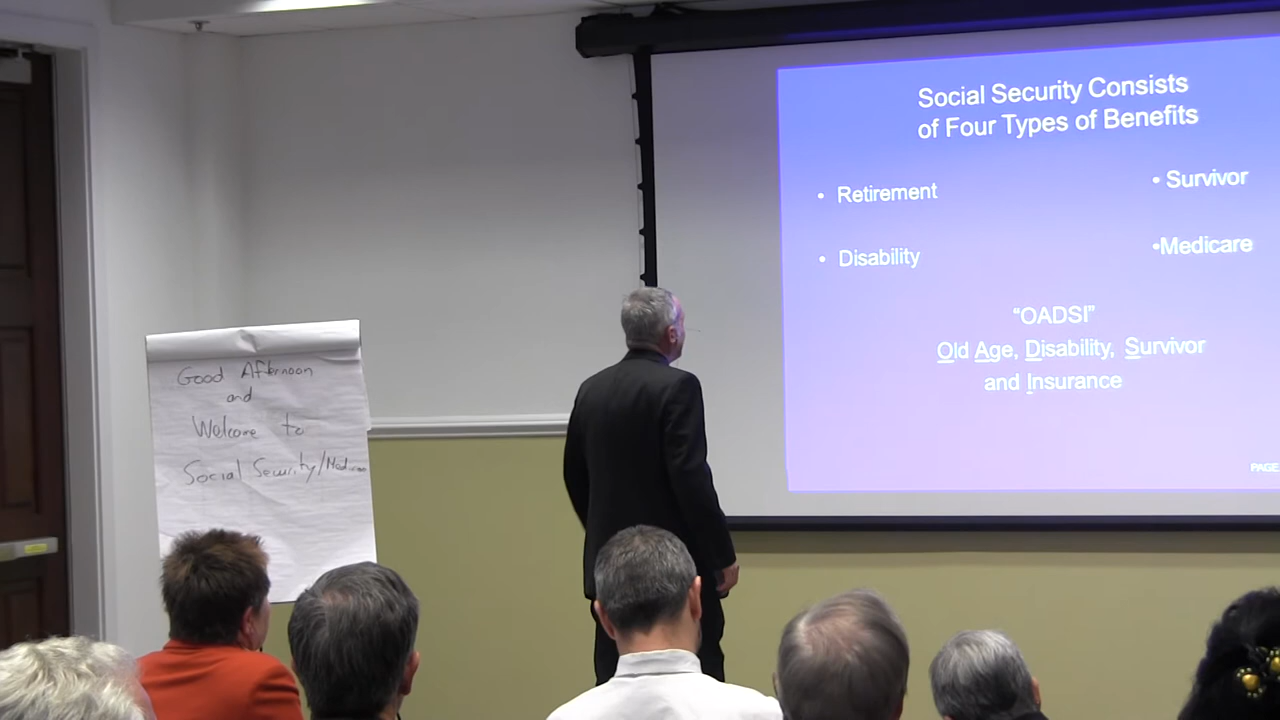 Good Afternoon
and
Welcome to
Social Security/
Social Security Consists
of Four Types of Benefits
• Retirement
• Survivor
• Disability
•Medicare
“OADSI”
Old Age, Disability, Survivor
and Insurance
PAGE